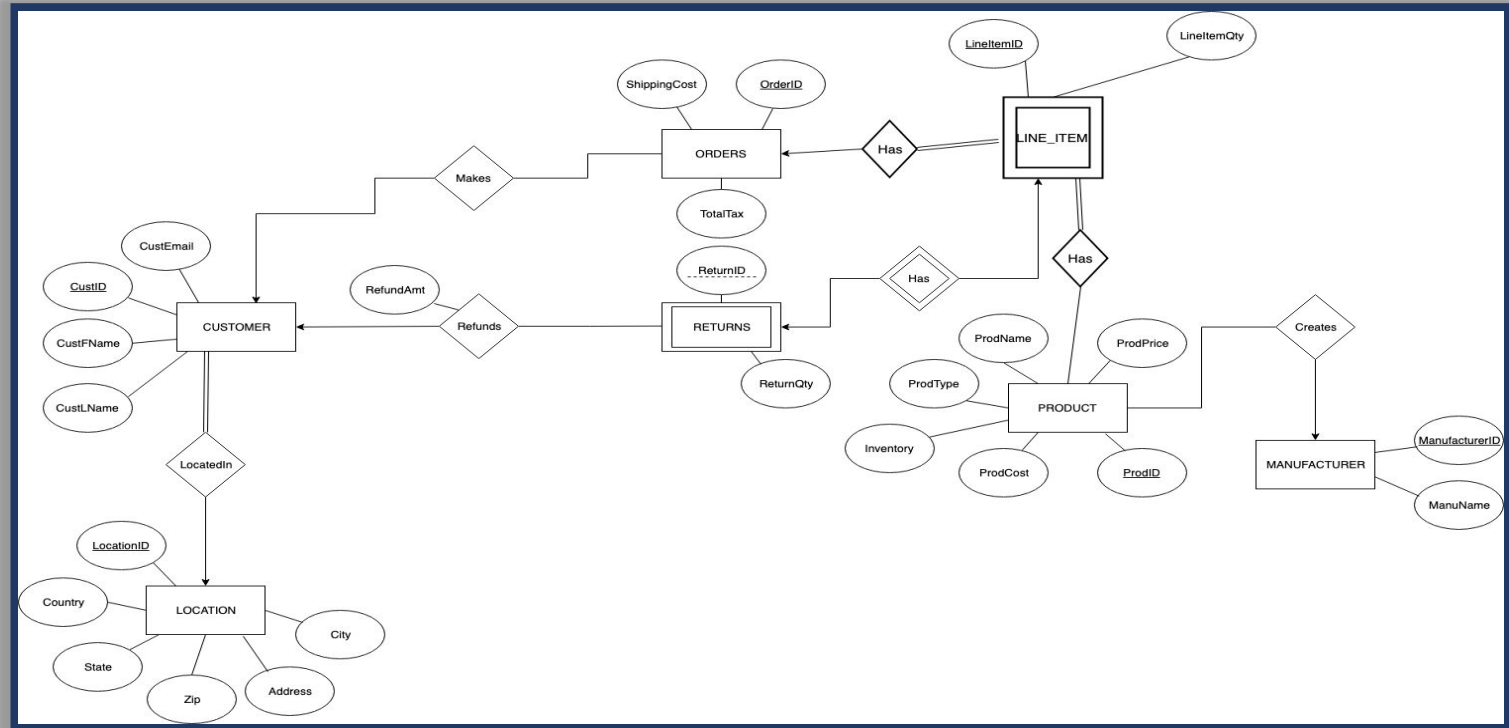 LineItemID
LineItemQty
ShippingCost
OrderID
LINE_ITEM
Has
ORDERS
Makes
TotalTax
CustEmail
Has
ReturnID
Has
CustID
RefundAmt
CUSTOMER
Refunds
RETURNS
Creates
CustFName
ProdName
ProdPrice
ReturnQty
ProdType
CustLName
PRODUCT
Inventory
ManufacturerID
LocatedIn
MANUFACTURER
ProdCost
ProdID
ManuName
LocationID
Country
LOCATION
City
State
Address
Zip